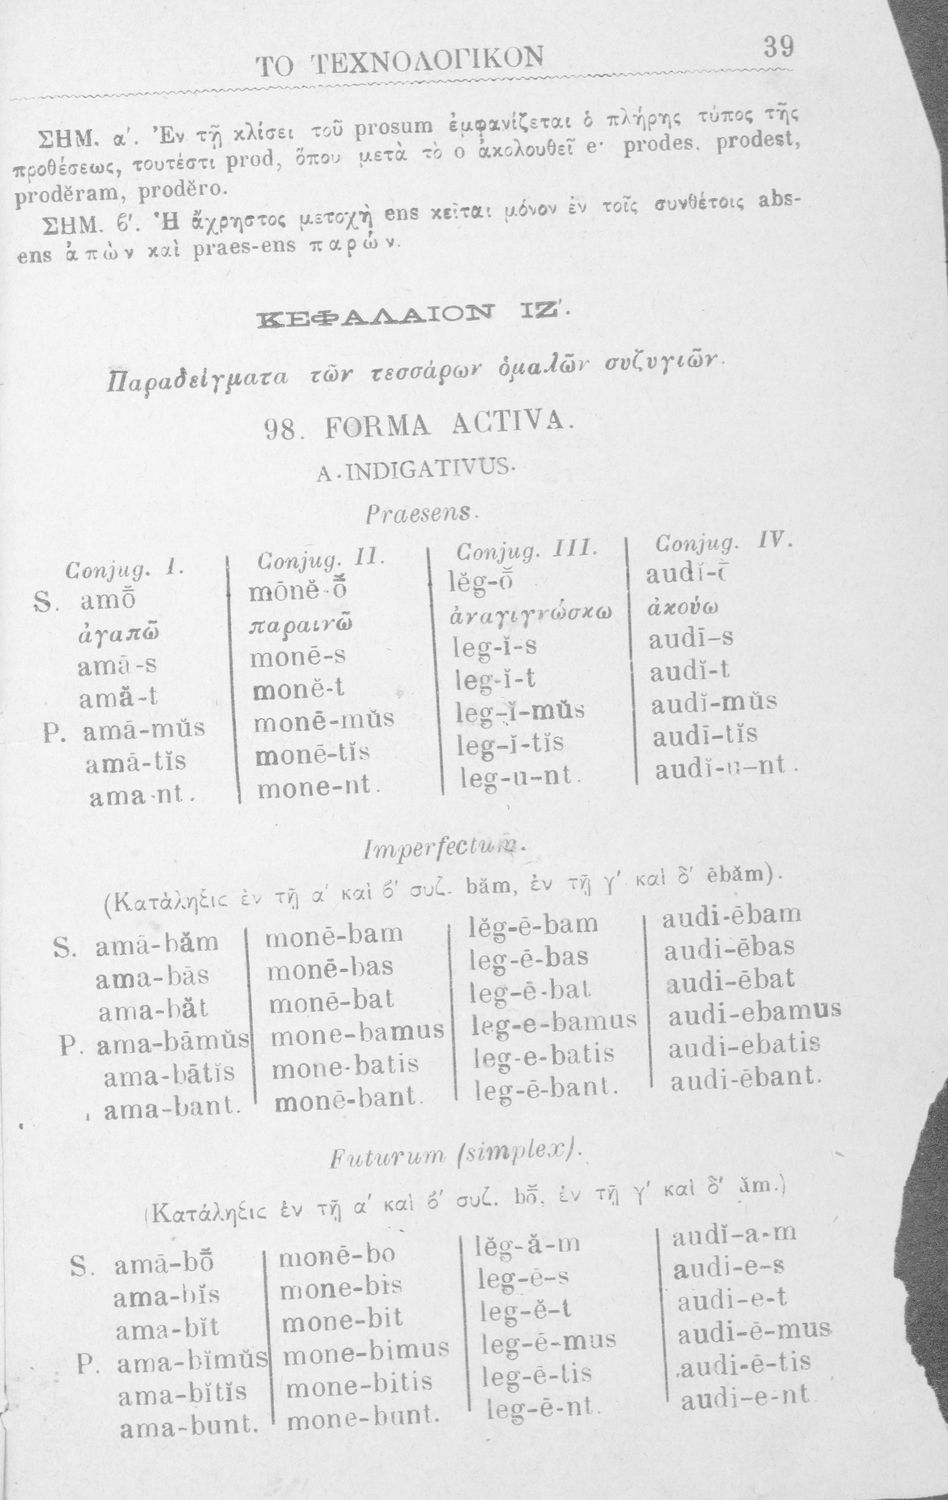 ΤΟ ΤΕΧΝΟΛΟΓΙΚΟΝ 39
ΣΗΜ. α΄. Ἐν τῇ κλίσει τοῦ prosum ἐμφανίζεται ὁ πλήρης τύπος τῆς
προθέσεως, τουτέστι prod, ὅπου μετὰ τὸ ο ἀκολουθεῖ e· prodes. prodest,
prodĕram, prodĕro.
ΣΗΜ. ϐ΄. Ἡ ἄχρηστος μετοχὴ ens κεῖται μόνον ἐν τοῖς συνθέτοις abs-
ens ἀπὼν καὶ praes-ens παρών.
ΚΕΦΑΛΑΙΟΝ ΙΖ΄.
Παραδείγματα τῶν τεσσάρων ὁμαλῶν συζυγιῶν.
98. FORMA ACTIVA.
A. INDIGATIVUS.
Praesens.
Conjug. I. Conjug. II. Conjug. III. Conjug. IV.
S. amō̆ mōnĕ-ō̆ lĕg-ō̆ audĭ-ō̆
ἀγαπῶ παραινῶ ἀναγιγνώσκω ἀκούω
amā-s monē-s leg-ĭ-s audī-s
amă-t monĕ-t leg-ĭ-t audĭ-t
P. amā-mŭs monē-mŭs leg-ĭ-mŭs audī-mŭs
amā-tĭs monē-tĭs leg-ĭ-tĭs audī-tĭs
ama-nt. mone-nt. leg-u-nt. audĭ-u-nt.
Imperfectum.
(Κατάληξις ἐν τῇ α΄ καὶ ϐ΄ συζ. băm, ἐν τῇ γ΄ καὶ δ΄ ēbăm).
S. amā-băm monē-bam lĕg-ē-bam audi-ēbam
ama-bās monē-bas leg-ē-bas audi-ēbas
ama-băt monē-bat leg-ē-bat audi-ēbat
P. ama-bāmŭs mone-bamus leg-e-bamus audi-ebamus
ama-bātĭs mone-batis leg-e-batis audi-ebatis
ama-bant. monē-bant. leg-ē-bant. audi-ēbant.
Futurum (simplex).
(Κατάληξις ἐν τῇ α΄ καὶ ϐ΄ συζ. bō̆, ἐν τῇ γ΄ καὶ δ΄ ăm.)
S. amā-bō̆ monē-bo lĕg-ă-m audĭ-a-m
ama-bĭs mone-bis leg-ē-s audi-e-s
ama-bĭt mone-bit leg-ĕ-t audi-e-t
P. ama-bĭmŭs mone-bimus leg-ē-mus audi-ē-mus
ama-bĭtĭs mone-bitis leg-ē-tis audi-ē-tis
ama-bunt. mone-bunt. leg-ē-nt. audi-e-nt.